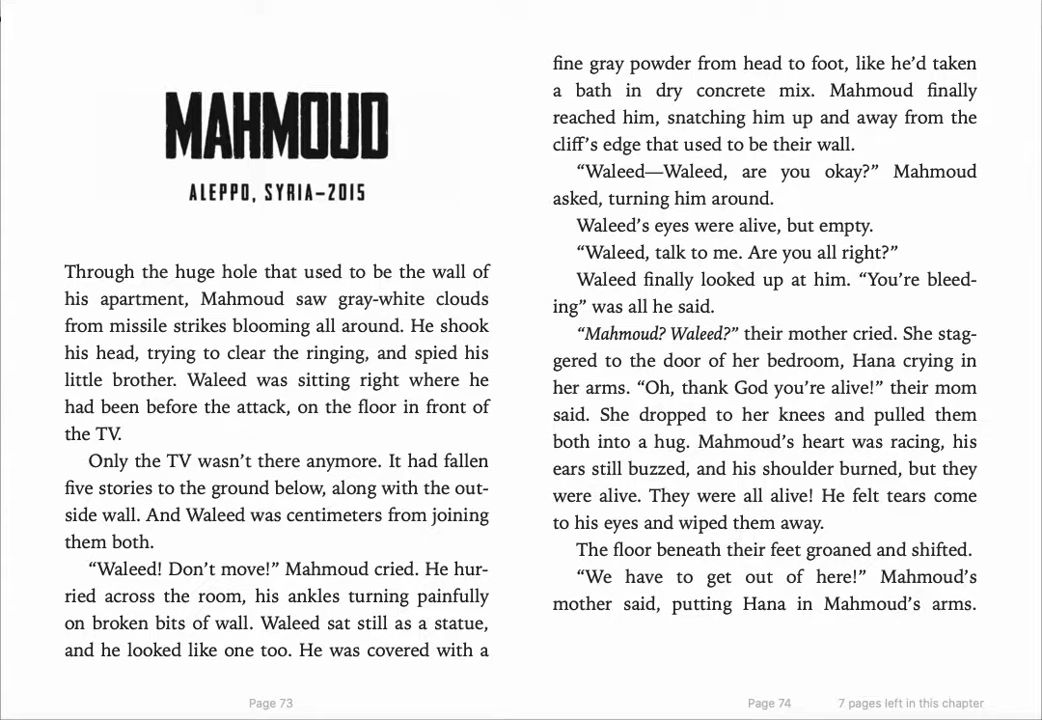 MAHMOUD
ALEPPO, SYRIA–2015
Through the huge hole that used to be the wall of
his apartment, Mahmoud saw gray-white clouds
from missile strikes blooming all around. He shook
his head, trying to clear the ringing, and spied his
little brother. Waleed was sitting right where he
had been before the attack, on the floor in front of
the TV.
Only the TV wasn’t there anymore. It had fallen
five stories to the ground below, along with the out-
side wall. And Waleed was centimeters from joining
them both.
“Waleed! Don’t move!” Mahmoud cried. He hur-
ried across the room, his ankles turning painfully
on broken bits of wall. Waleed sat still as a statue,
and he looked like one too. He was covered with a
Page 73
fine gray powder from head to foot, like he’d taken
a bath in dry concrete mix. Mahmoud finally
reached him, snatching him up and away from the
cliff’s edge that used to be their wall.
“Waleed—Waleed, are you okay?” Mahmoud
asked, turning him around.
Waleed’s eyes were alive, but empty.
“Waleed, talk to me. Are you all right?”
Waleed finally looked up at him. “You’re bleed-
ing” was all he said.
“Mahmoud? Waleed?” their mother cried. She stag-
gered to the door of her bedroom, Hana crying in
her arms. “Oh, thank God you’re alive!” their mom
said. She dropped to her knees and pulled them
both into a hug. Mahmoud’s heart was racing, his
ears still buzzed, and his shoulder burned, but they
were alive. They were all alive! He felt tears come
to his eyes and wiped them away.
The floor beneath their feet groaned and shifted.
“We have to get out of here!” Mahmoud’s
mother said, putting Hana in Mahmoud’s arms.
Page 74
7 pages left in this chapter